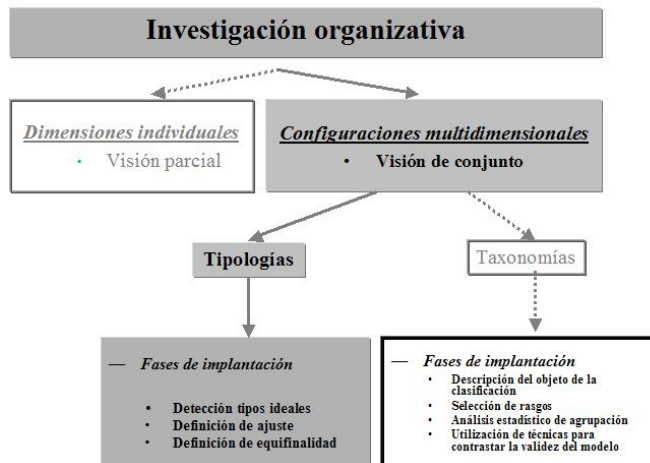 Investigación organizativa
Dimensiones individuales
• Visión parcial
Configuraciones multidimensionales
• Visión de conjunto
Tipologías
Taxonomías
— Fases de implantación
• Detección tipos ideales
• Definición de ajuste
• Definición de equifinalidad
— Fases de implantación
• Descripción del objeto de la
clasificación
• Selección de rasgos
• Análisis estadístico de agrupación
• Utilización de técnicas para
contrastar la validez del modelo